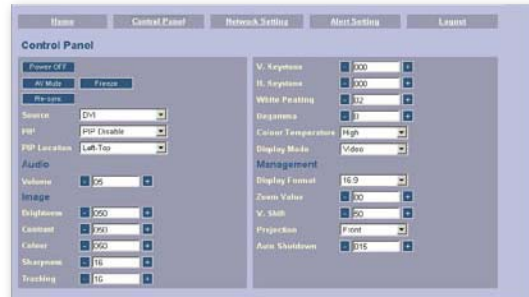 Home Control Panel Network Setting Alert Setting Logout
Control Panel
Power OFF
AV Mute Freeze
Re-sync
Source DVI
PIP PIP Disable
PIP Location Left-Top
Audio
Volume - 05 +
Image
Brightness - 050 +
Contrast - 050 +
Colour - 050 +
Sharpness - 16 +
Tracking - 16 +
V. Keystone - 000 +
H. Keystone - 000 +
White Peaking - 02 +
Degamma - 0 +
Colour Temperature High
Display Mode Video
Management
Display Format 16:9
Zoom Value - 00 +
V. Shift - 50 +
Projection Front
Auto Shutdown - 015 +